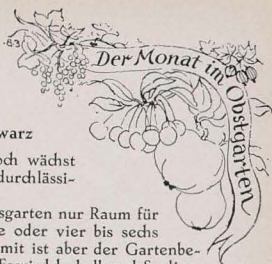 Der Monat im Obstgarten
warz
och wächst
durchlässi-
sgarten nur Raum für
e oder vier bis sechs
mit ist aber der Gartenbe-